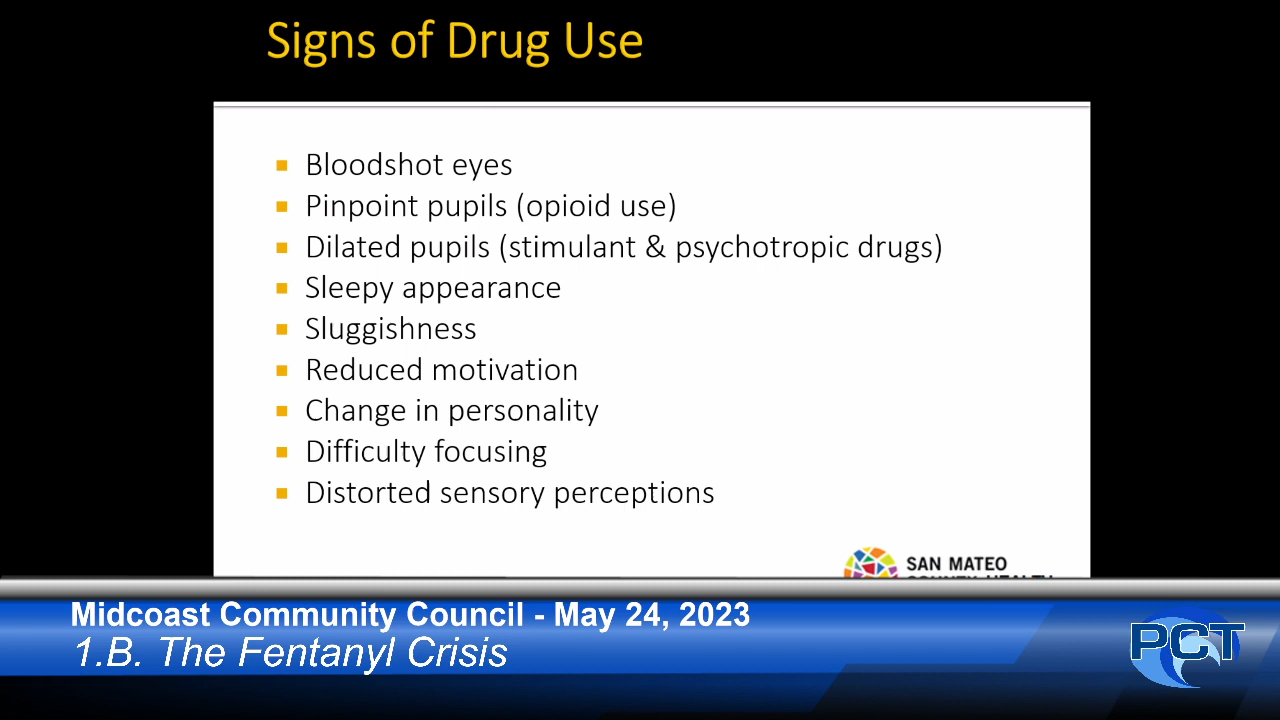 Signs of Drug Use
Bloodshot eyes
Pinpoint pupils (opioid use)
Dilated pupils (stimulant & psychotropic drugs)
Sleepy appearance
Sluggishness
Reduced motivation
Change in personality
Difficulty focusing
Distorted sensory perceptions
SAN MATEO
COUNTY HEALTH
Midcoast Community Council - May 24, 2023
1.B. The Fentanyl Crisis
PCT